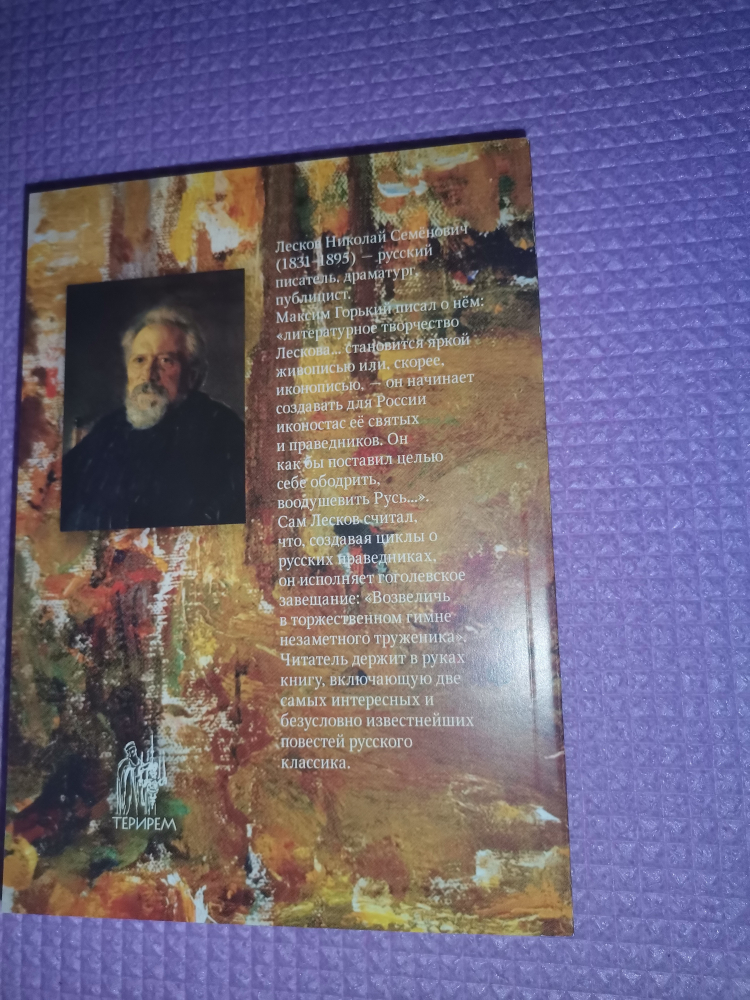 Лесков Николай Семёнович
(1831–1895) — русский
писатель, драматург,
публицист.
Максим Горький писал о нём:
«литературное творчество
Лескова... становится яркой
живописью или, скорее,
иконописью, — он начинает
создавать для России
иконостас её святых
и праведников. Он
как бы поставил целью
себе ободрить,
воодушевить Русь...».
Сам Лесков считал,
что, создавая циклы о
русских праведниках,
он исполняет гоголевское
завещание: «Возвеличь
в торжественном гимне
незаметного труженика».
Читатель держит в руках
книгу, включающую две
самых интересных и
безусловно известнейших
повестей русского
классика.
ТЕРИРЕМ